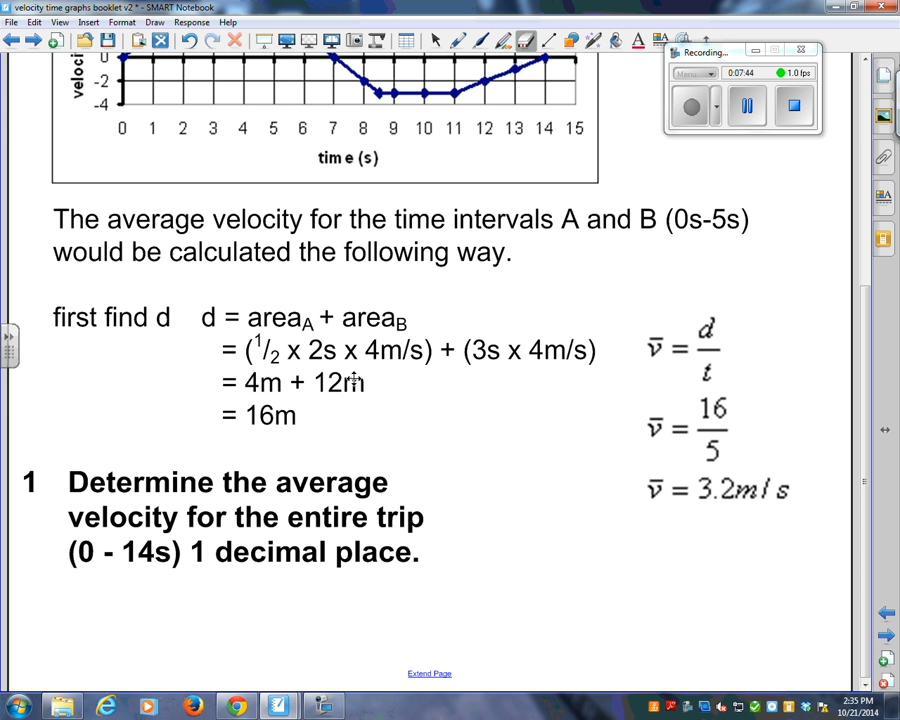 velocity time graphs booklet v2 * - SMART Notebook
File Edit View Insert Format Draw Response Help
Recording...
Menu
0:07:44
1.0 fps
0
-2
-4
veloci
0 1 2 3 4 5 6 7 8 9 10 11 12 13 14 15
time (s)
The average velocity for the time intervals A and B (0s-5s)
would be calculated the following way.
first find d d = areaA + areaB
= (1/2 x 2s x 4m/s) + (3s x 4m/s)
= 4m + 12m
= 16m
v̄ = d/t
v̄ = 16/5
v̄ = 3.2m/s
1 Determine the average
velocity for the entire trip
(0 - 14s) 1 decimal place.
Extend Page
2:35 PM
10/21/2014